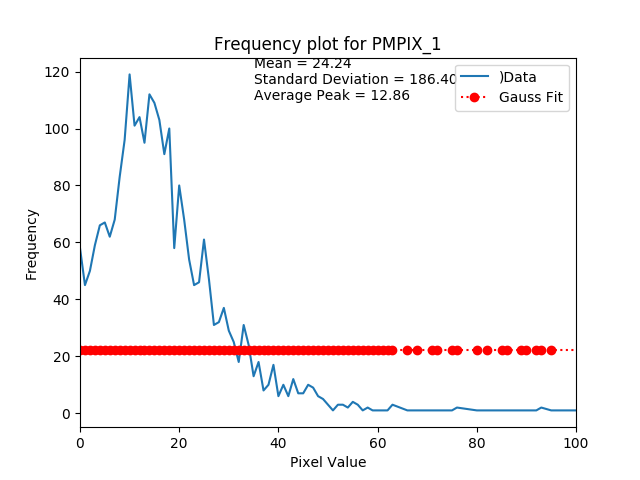 Frequency plot for PMPIX_1
Mean = 24.24
Standard Deviation = 186.40
Average Peak = 12.86
)Data
Gauss Fit
Frequency
120
100
80
60
40
20
0
0 20 40 60 80 100
Pixel Value